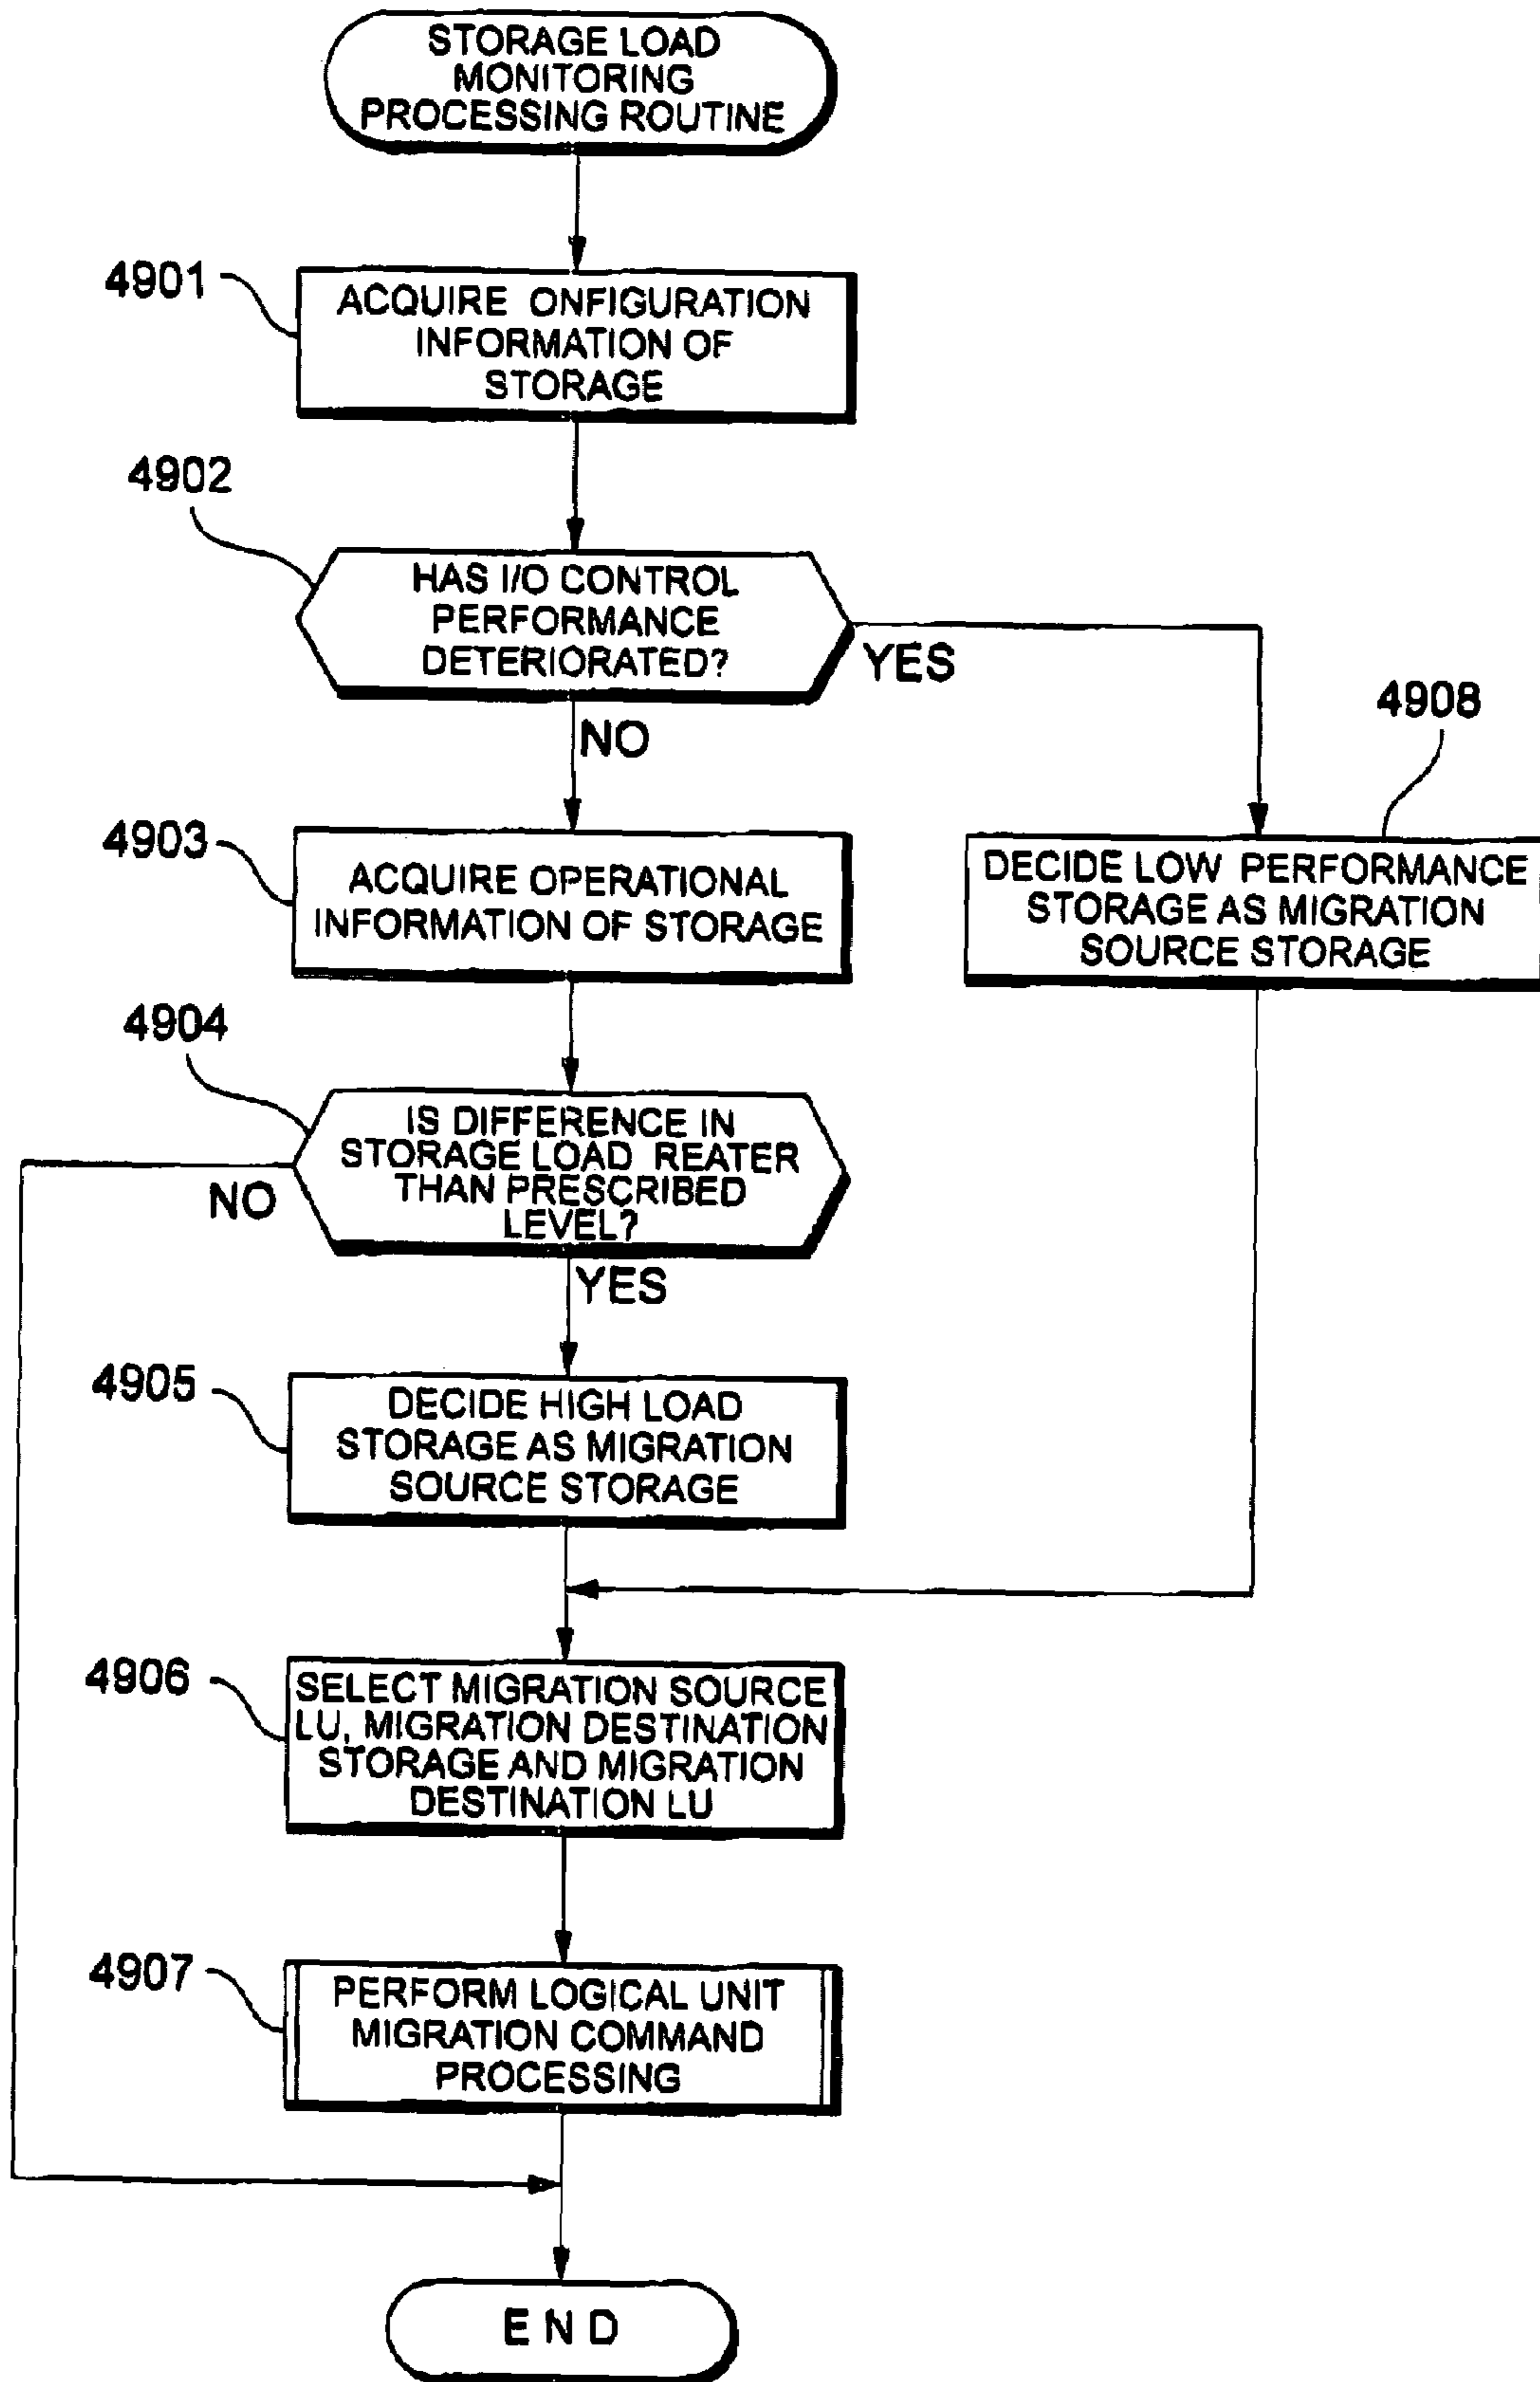 STORAGE LOAD
MONITORING
PROCESSING ROUTINE
4901
ACQUIRE ONFIGURATION
INFORMATION OF
STORAGE
4902
HAS I/O CONTROL
PERFORMANCE
DETERIORATED?
YES
NO
4908
DECIDE LOW PERFORMANCE
STORAGE AS MIGRATION
SOURCE STORAGE
4903
ACQUIRE OPERATIONAL
INFORMATION OF STORAGE
4904
IS DIFFERENCE IN
STORAGE LOAD REATER
THAN PRESCRIBED
LEVEL?
NO
YES
4905
DECIDE HIGH LOAD
STORAGE AS MIGRATION
SOURCE STORAGE
4906
SELECT MIGRATION SOURCE
LU, MIGRATION DESTINATION
STORAGE AND MIGRATION
DESTINATION LU
4907
PERFORM LOGICAL UNIT
MIGRATION COMMAND
PROCESSING
END